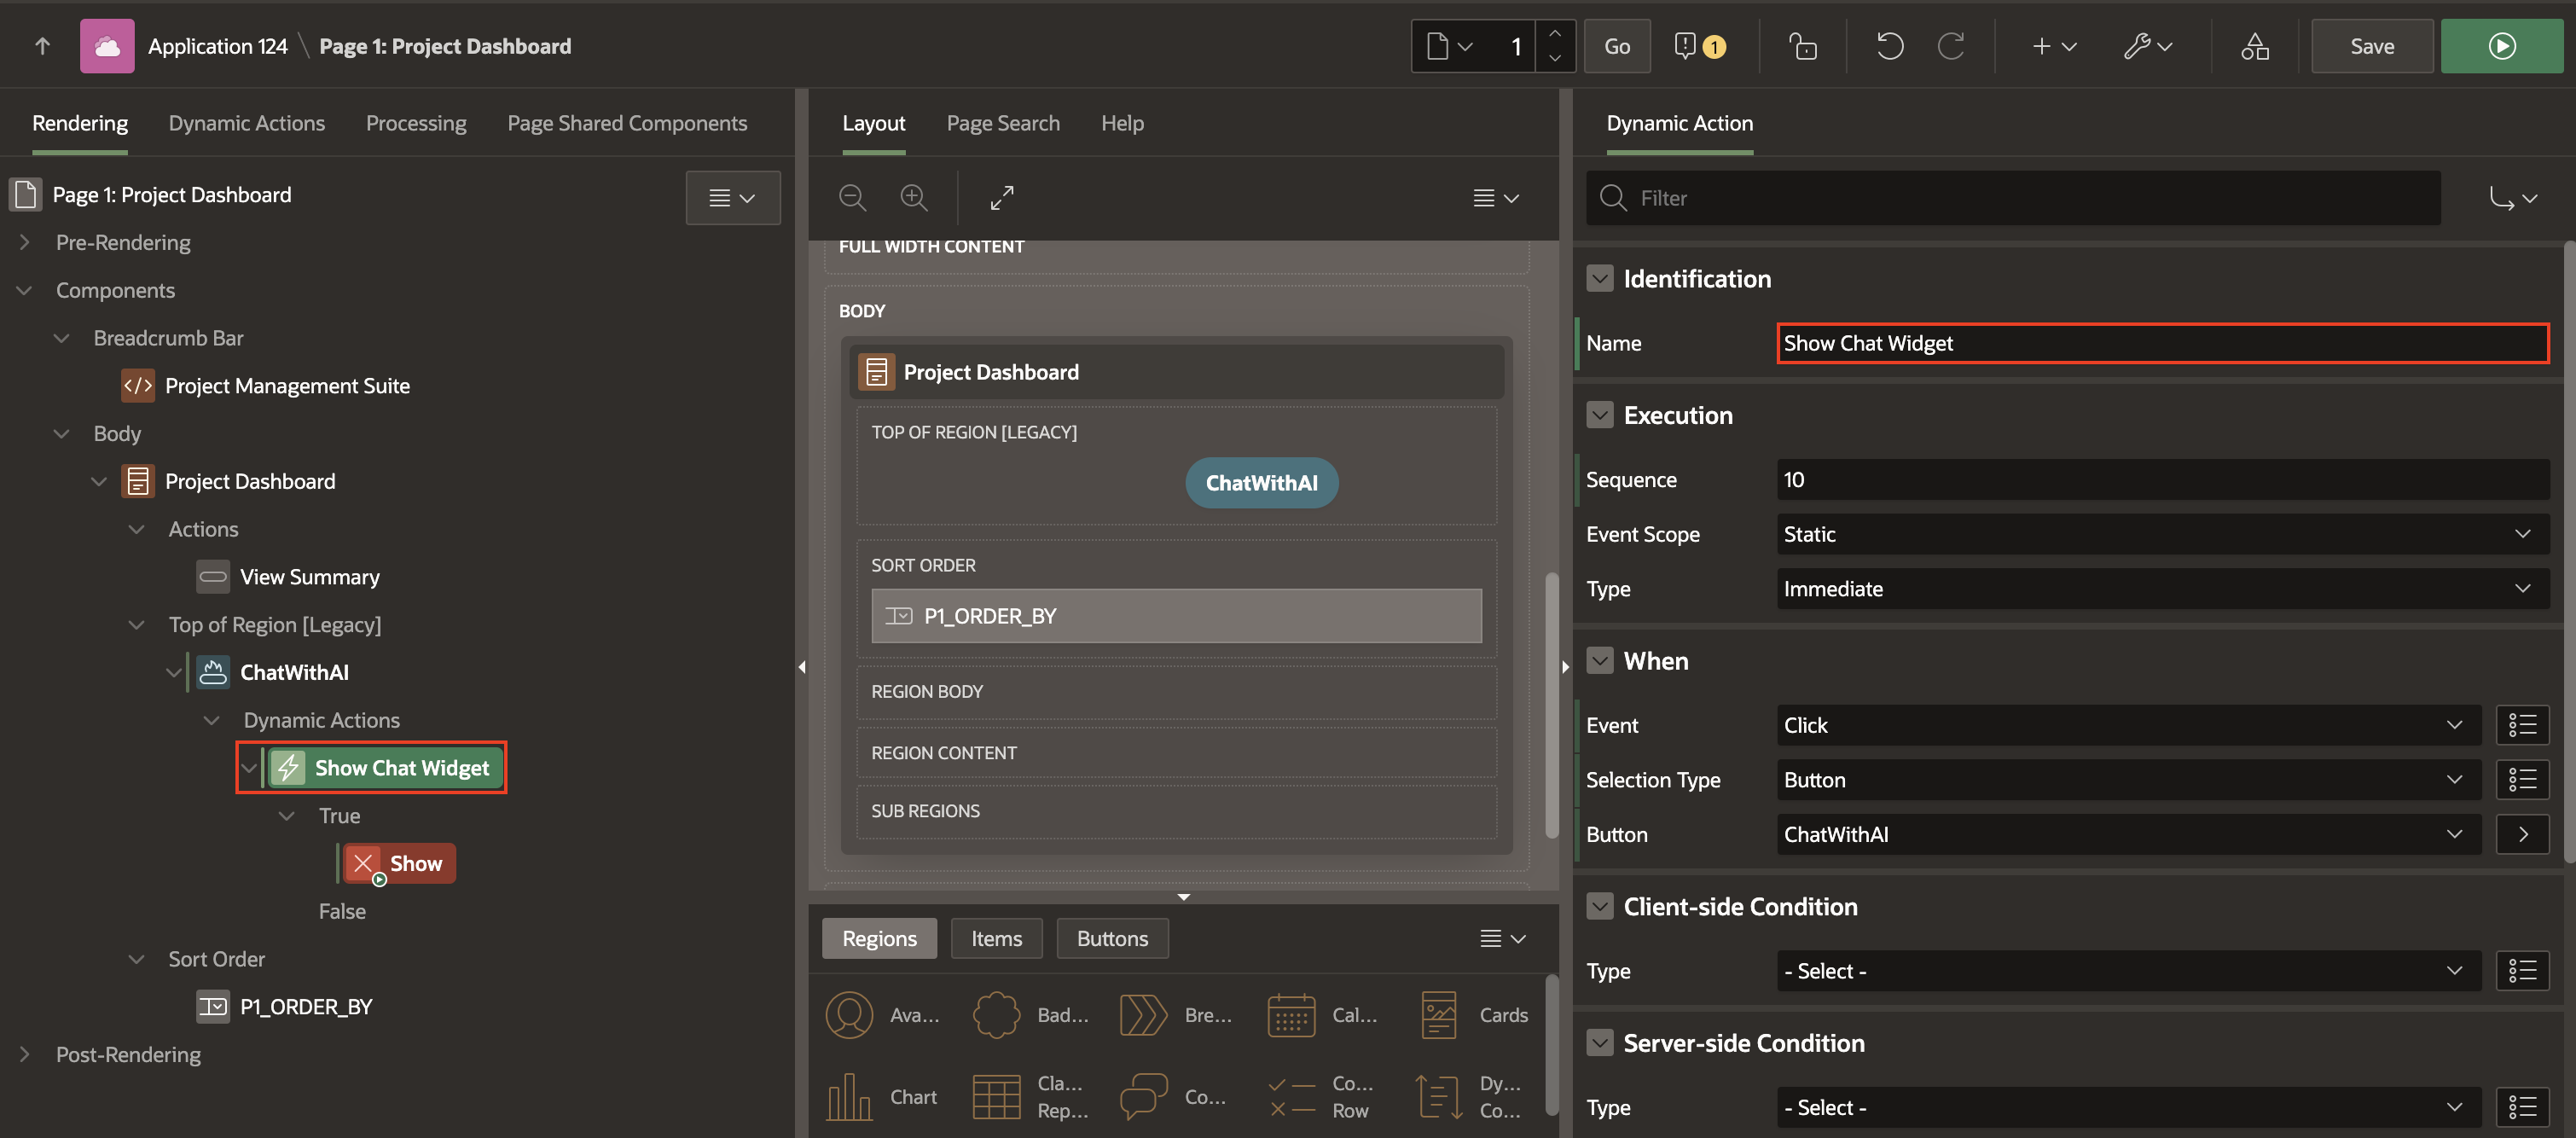 Application 124 \ Page 1: Project Dashboard
1
Go
1
Save
Rendering
Dynamic Actions
Processing
Page Shared Components
Page 1: Project Dashboard
Pre-Rendering
Components
Breadcrumb Bar
</> Project Management Suite
Body
Project Dashboard
Actions
View Summary
Top of Region [Legacy]
ChatWithAI
Dynamic Actions
Show Chat Widget
True
Show
False
Sort Order
P1_ORDER_BY
Post-Rendering
Layout
Page Search
Help
FULL WIDTH CONTENT
BODY
Project Dashboard
TOP OF REGION [LEGACY]
ChatWithAI
SORT ORDER
P1_ORDER_BY
REGION BODY
REGION CONTENT
SUB REGIONS
Regions
Items
Buttons
Ava...
Bad...
Bre...
Cal...
Cards
Chart
Cla...
Rep...
Co...
Co...
Row
Dy...
Co...
Dynamic Action
Filter
Identification
Name
Show Chat Widget
Execution
Sequence
10
Event Scope
Static
Type
Immediate
When
Event
Click
Selection Type
Button
Button
ChatWithAI
Client-side Condition
Type
- Select -
Server-side Condition
Type
- Select -